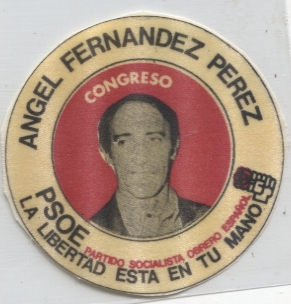 ANGEL FERNANDEZ PEREZ
CONGRESO
PSOE
PARTIDO SOCIALISTA OBRERO ESPAÑOL
LA LIBERTAD ESTA EN TU MANO